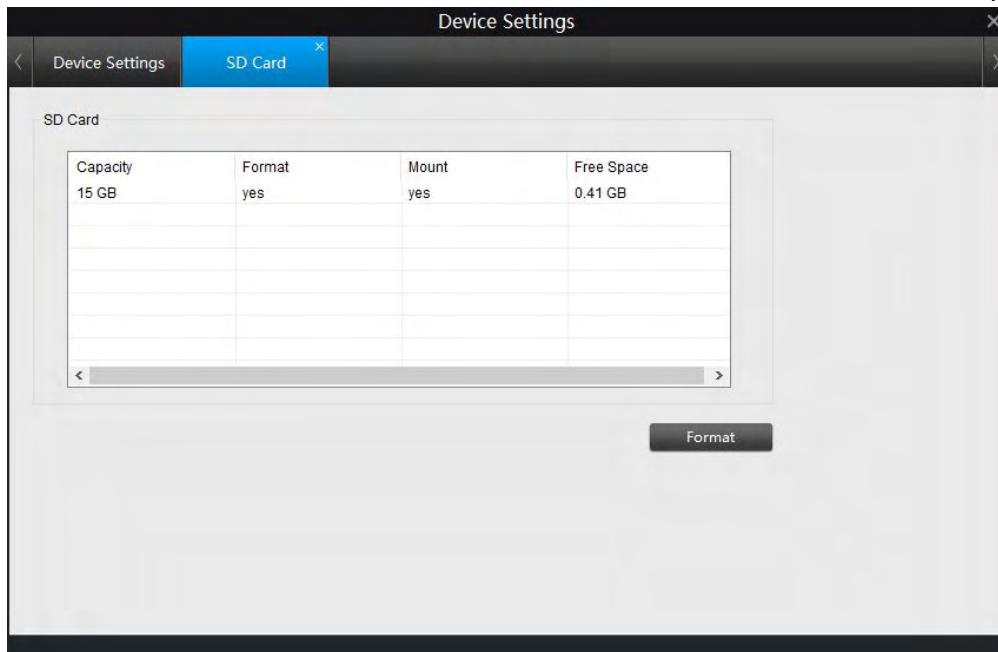 Device Settings
Device Settings SD Card
SD Card
Capacity Format Mount Free Space
15 GB yes yes 0.41 GB
Format